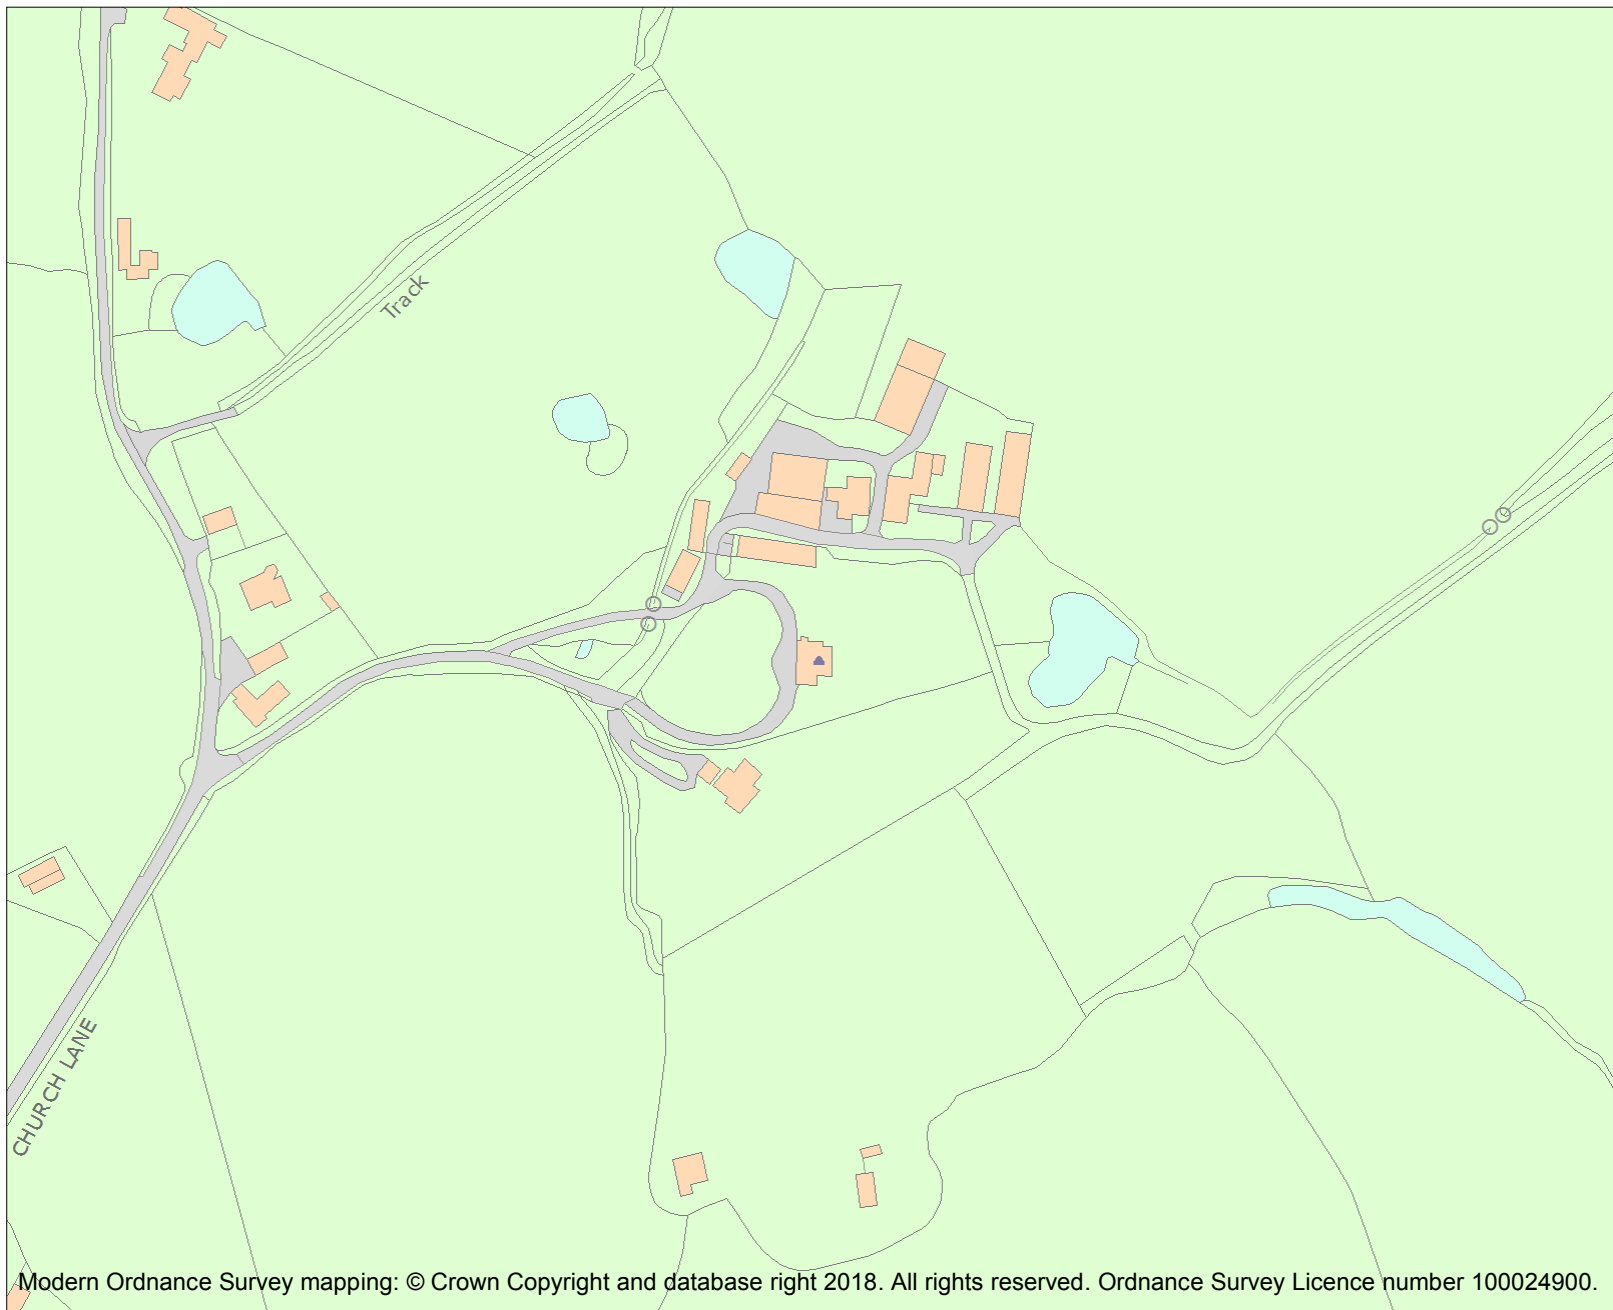 Track
CHURCH LANE
Modern Ordnance Survey mapping: © Crown Copyright and database right 2018. All rights reserved. Ordnance Survey Licence number 100024900.